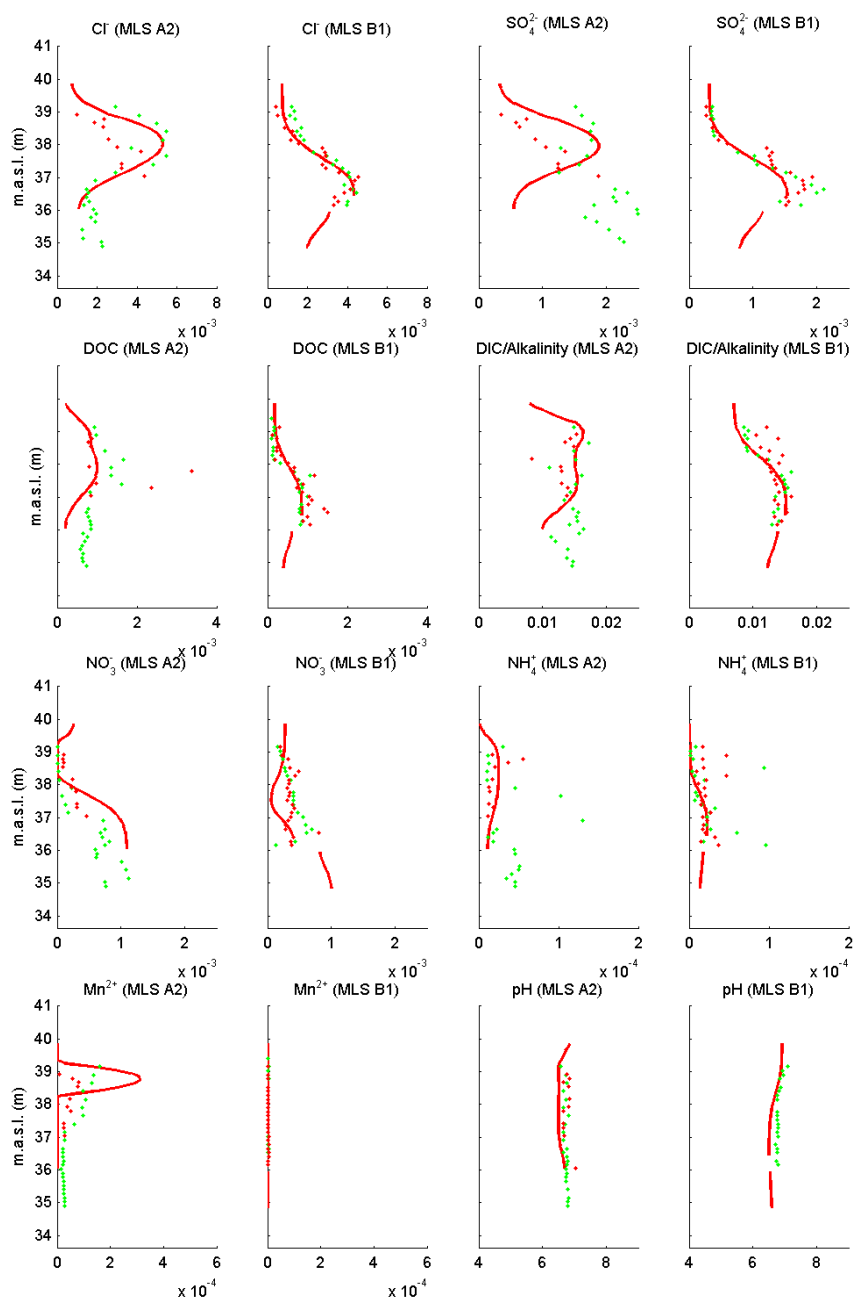 Cl⁻ (MLS A2) Cl⁻ (MLS B1) SO₄²⁻ (MLS A2) SO₄²⁻ (MLS B1)
41
40
39
38
37
36
35
34
m.a.s.l. (m)
0 2 4 6 8 0 2 4 6 8 0 1 2 0 1 2
x 10⁻³ x 10⁻³ x 10⁻³ x 10⁻³
DOC (MLS A2) DOC (MLS B1) DIC/Alkalinity (MLS A2) DIC/Alkalinity (MLS B1)
m.a.s.l. (m)
0 2 4 0 2 4 0.01 0.02 0 0.01 0.02
x 10⁻³ x 10⁻³
NO₃⁻ (MLS A2) NO₃⁻ (MLS B1) NH₄⁺ (MLS A2) NH₄⁺ (MLS B1)
41
40
39
38
37
36
35
34
m.a.s.l. (m)
0 1 2 0 1 2 0 1 2 0 1 2
x 10⁻³ x 10⁻³ x 10⁻⁴ x 10⁻⁴
Mn²⁺ (MLS A2) Mn²⁺ (MLS B1) pH (MLS A2) pH (MLS B1)
41
40
39
38
37
36
35
34
m.a.s.l. (m)
0 2 4 6 0 2 4 6 4 6 8 4 6 8
x 10⁻⁴ x 10⁻⁴